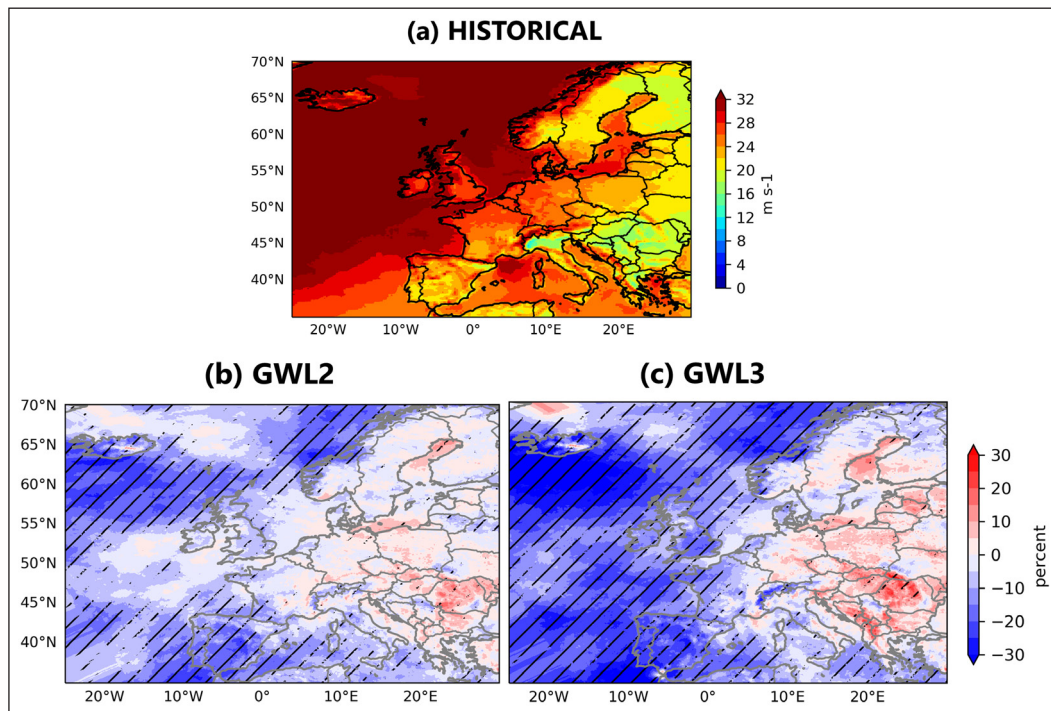 (a) HISTORICAL
70°N
65°N
60°N
55°N
50°N
45°N
40°N
20°W 10°W 0° 10°E 20°E
32
28
24
20
16
12
8
4
0
m s-1
(b) GWL2
70°N
65°N
60°N
55°N
50°N
45°N
40°N
20°W 10°W 0° 10°E 20°E
(c) GWL3
20°W 10°W 0° 10°E 20°E
30
20
10
0
−10
−20
−30
percent